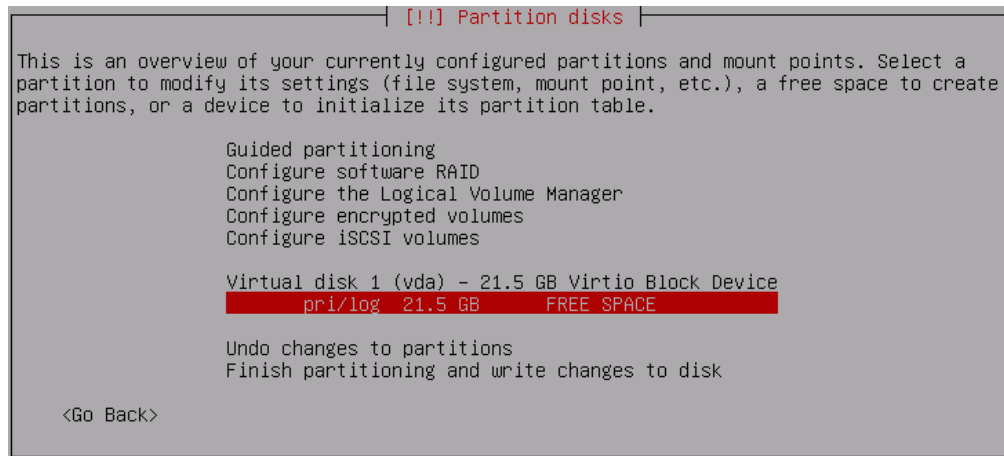 [!!] Partition disks
This is an overview of your currently configured partitions and mount points. Select a
partition to modify its settings (file system, mount point, etc.), a free space to create
partitions, or a device to initialize its partition table.
Guided partitioning
Configure software RAID
Configure the Logical Volume Manager
Configure encrypted volumes
Configure iSCSI volumes
Virtual disk 1 (vda) - 21.5 GB Virtio Block Device
pri/log 21.5 GB FREE SPACE
Undo changes to partitions
Finish partitioning and write changes to disk
<Go Back>